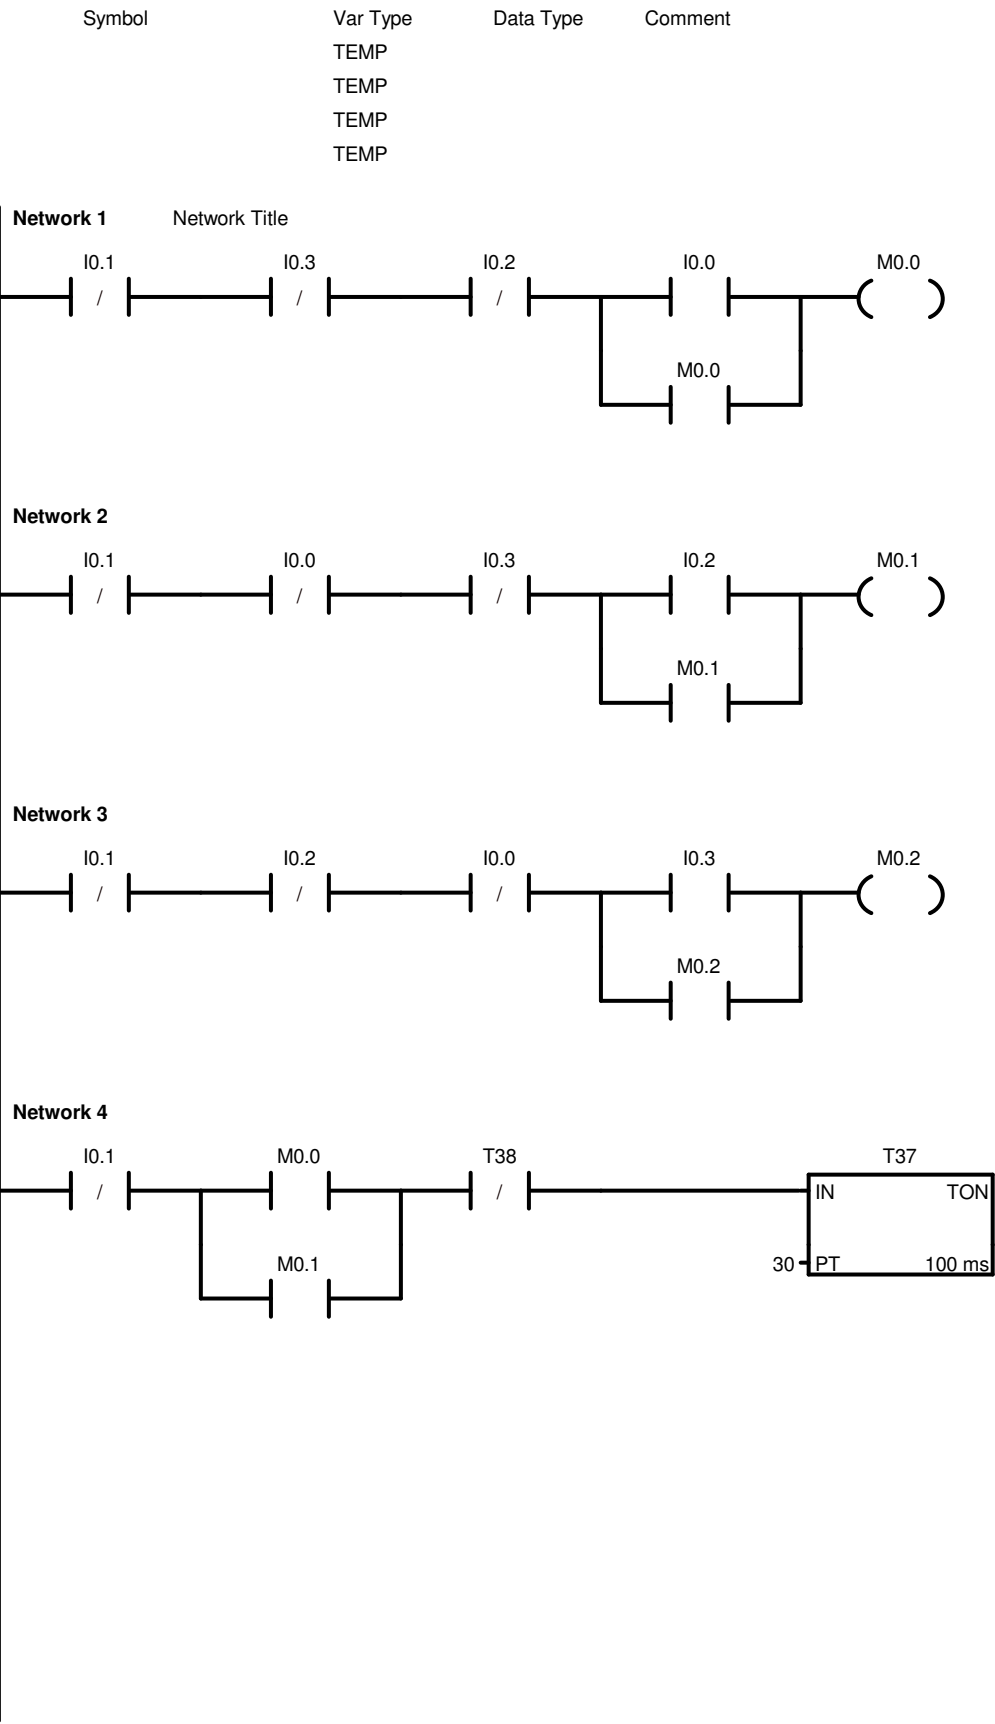 Symbol Var Type Data Type Comment
TEMP
TEMP
TEMP
TEMP
Network 1 Network Title
I0.1 I0.3 I0.2 I0.0 M0.0
/ / /
M0.0
Network 2
I0.1 I0.0 I0.3 I0.2 M0.1
/ / /
M0.1
Network 3
I0.1 I0.2 I0.0 I0.3 M0.2
/ / /
M0.2
Network 4
I0.1 M0.0 T38 T37
/ / IN TON
M0.1 30 PT 100 ms